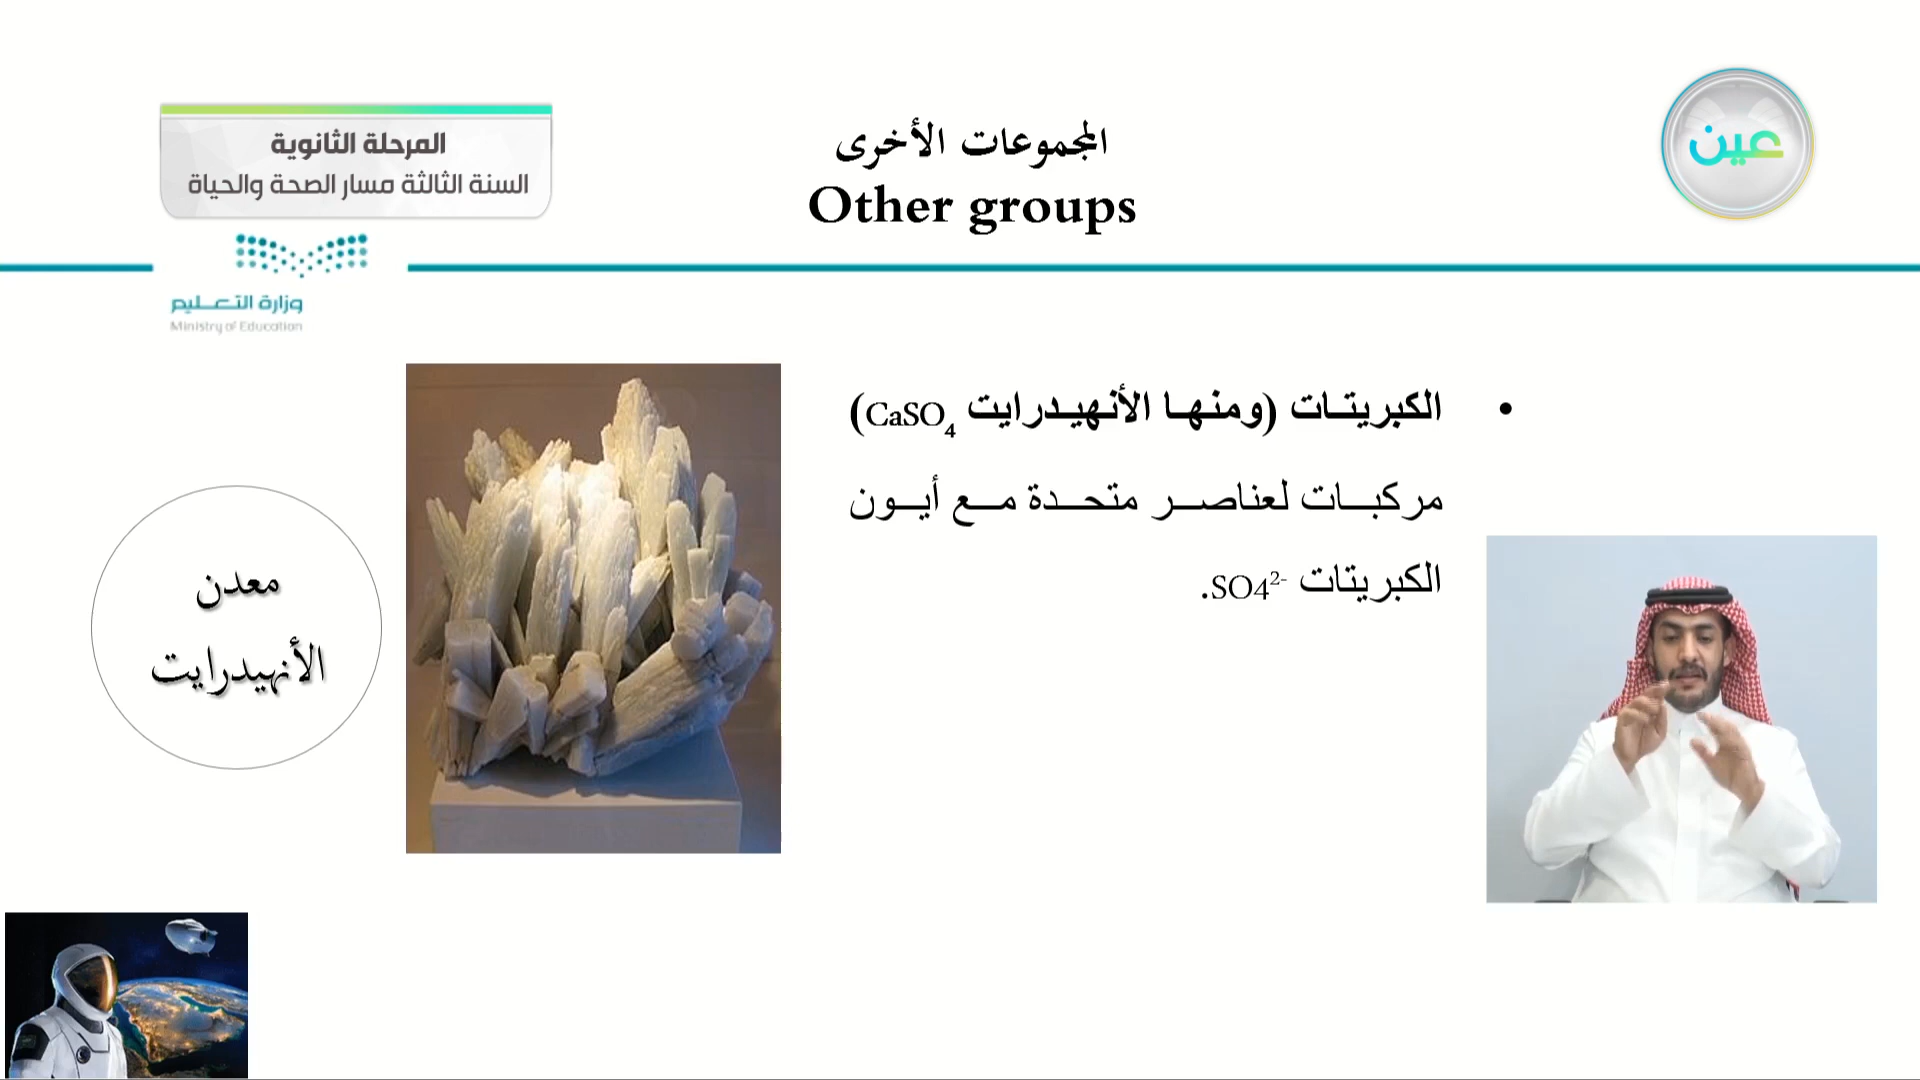 المرحلة الثانوية
السنة الثالثة مسار الصحة والحياة
المجموعات الأخرى
Other groups
عين
وزارة التعليم
Ministry of Education
• الكبريتات (ومنها الأنهيدرايت CaSO₄)
مركبات لعناصر متحدة مع أيون
الكبريتات SO4²⁻.
معدن
الأنهيدرايت